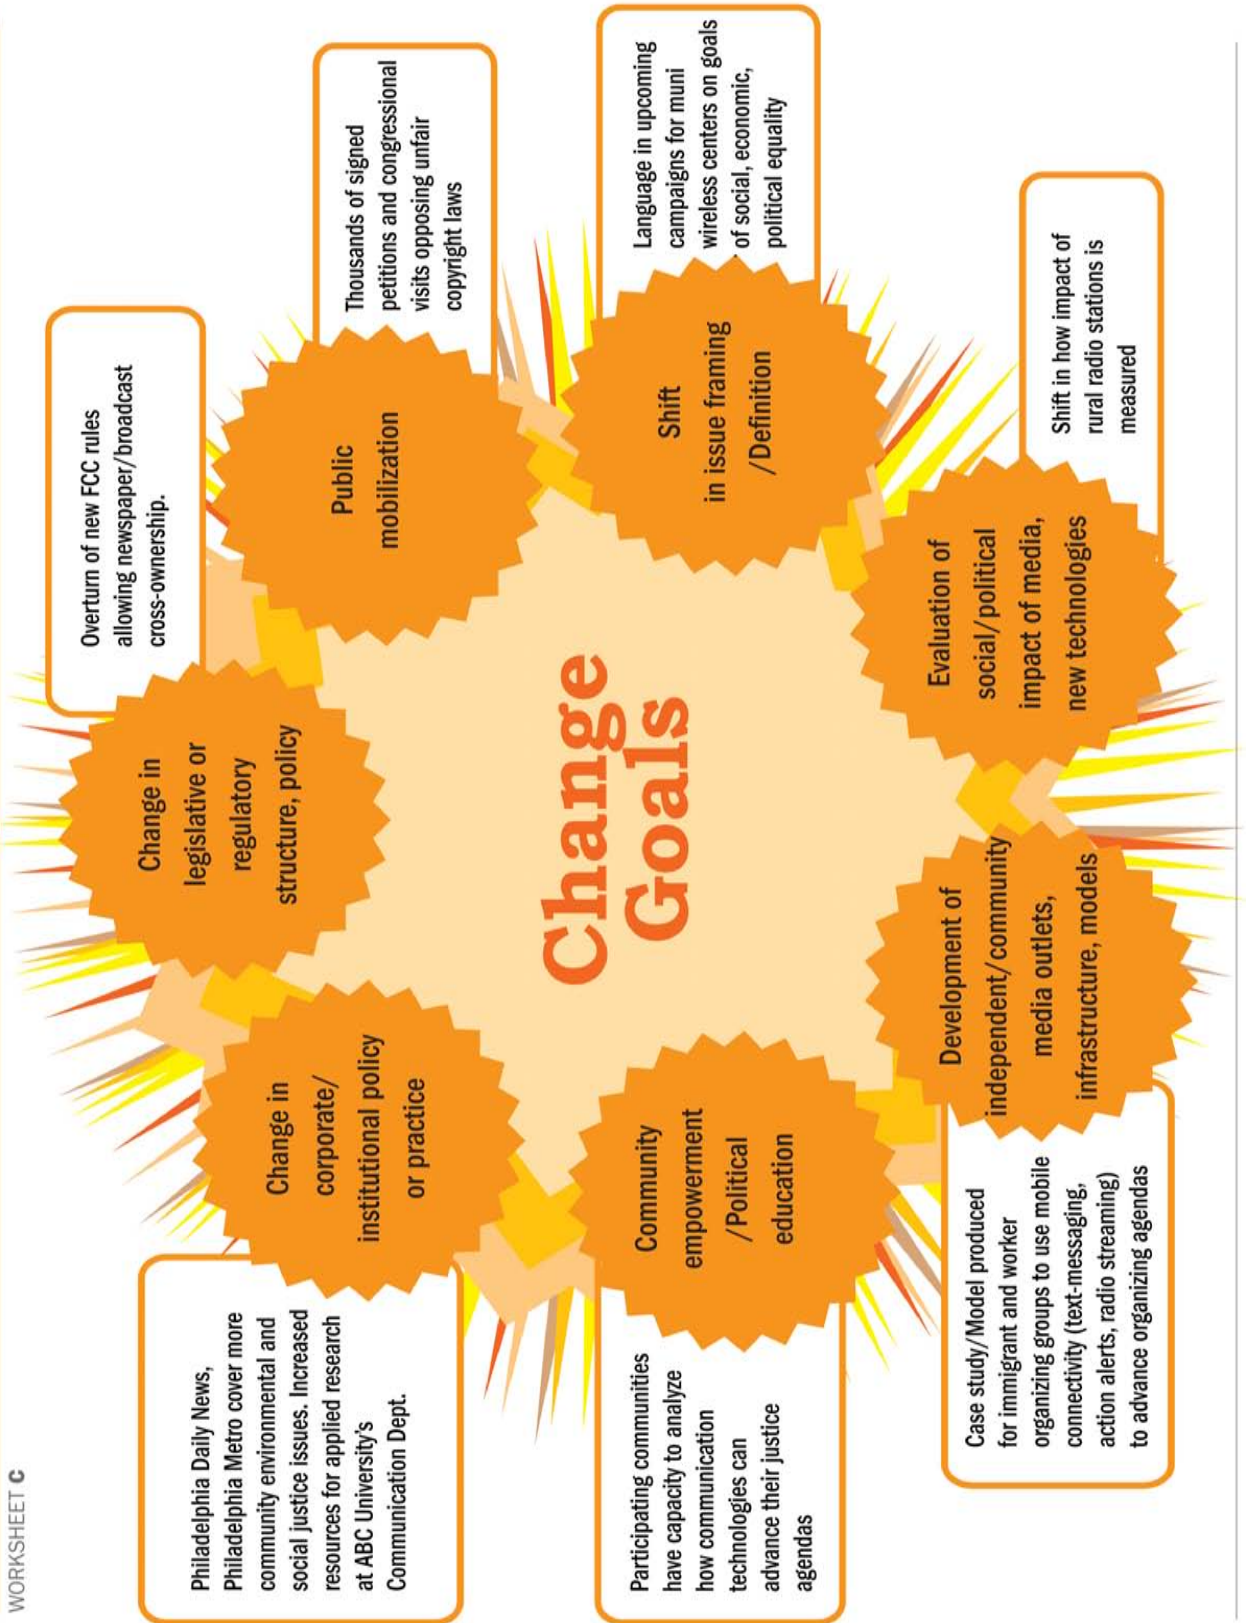 WORKSHEET C
Overturn of new FCC rules
allowing newspaper/broadcast
cross-ownership.
Change in
legislative or
regulatory
structure, policy
Thousands of signed
petitions and congressional
visits opposing unfair
copyright laws
Public
mobilization
Language in upcoming
campaigns for muni
wireless centers on goals
of social, economic,
political equality
Shift
in issue framing
/Definition
Shift in how impact of
rural radio stations is
measured
Evaluation of
social/political
impact of media,
new technologies
Development of
independent/community
media outlets,
infrastructure, models
Case study/Model produced
for immigrant and worker
organizing groups to use mobile
connectivity (text-messaging,
action alerts, radio streaming)
to advance organizing agendas
Community
empowerment
/Political
education
Participating communities
have capacity to analyze
how communication
technologies can
advance their justice
agendas
Change in
corporate/
institutional policy
or practice
Philadelphia Daily News,
Philadelphia Metro cover more
community environmental and
social justice issues. Increased
resources for applied research
at ABC University's
Communication Dept.
Change
Goals